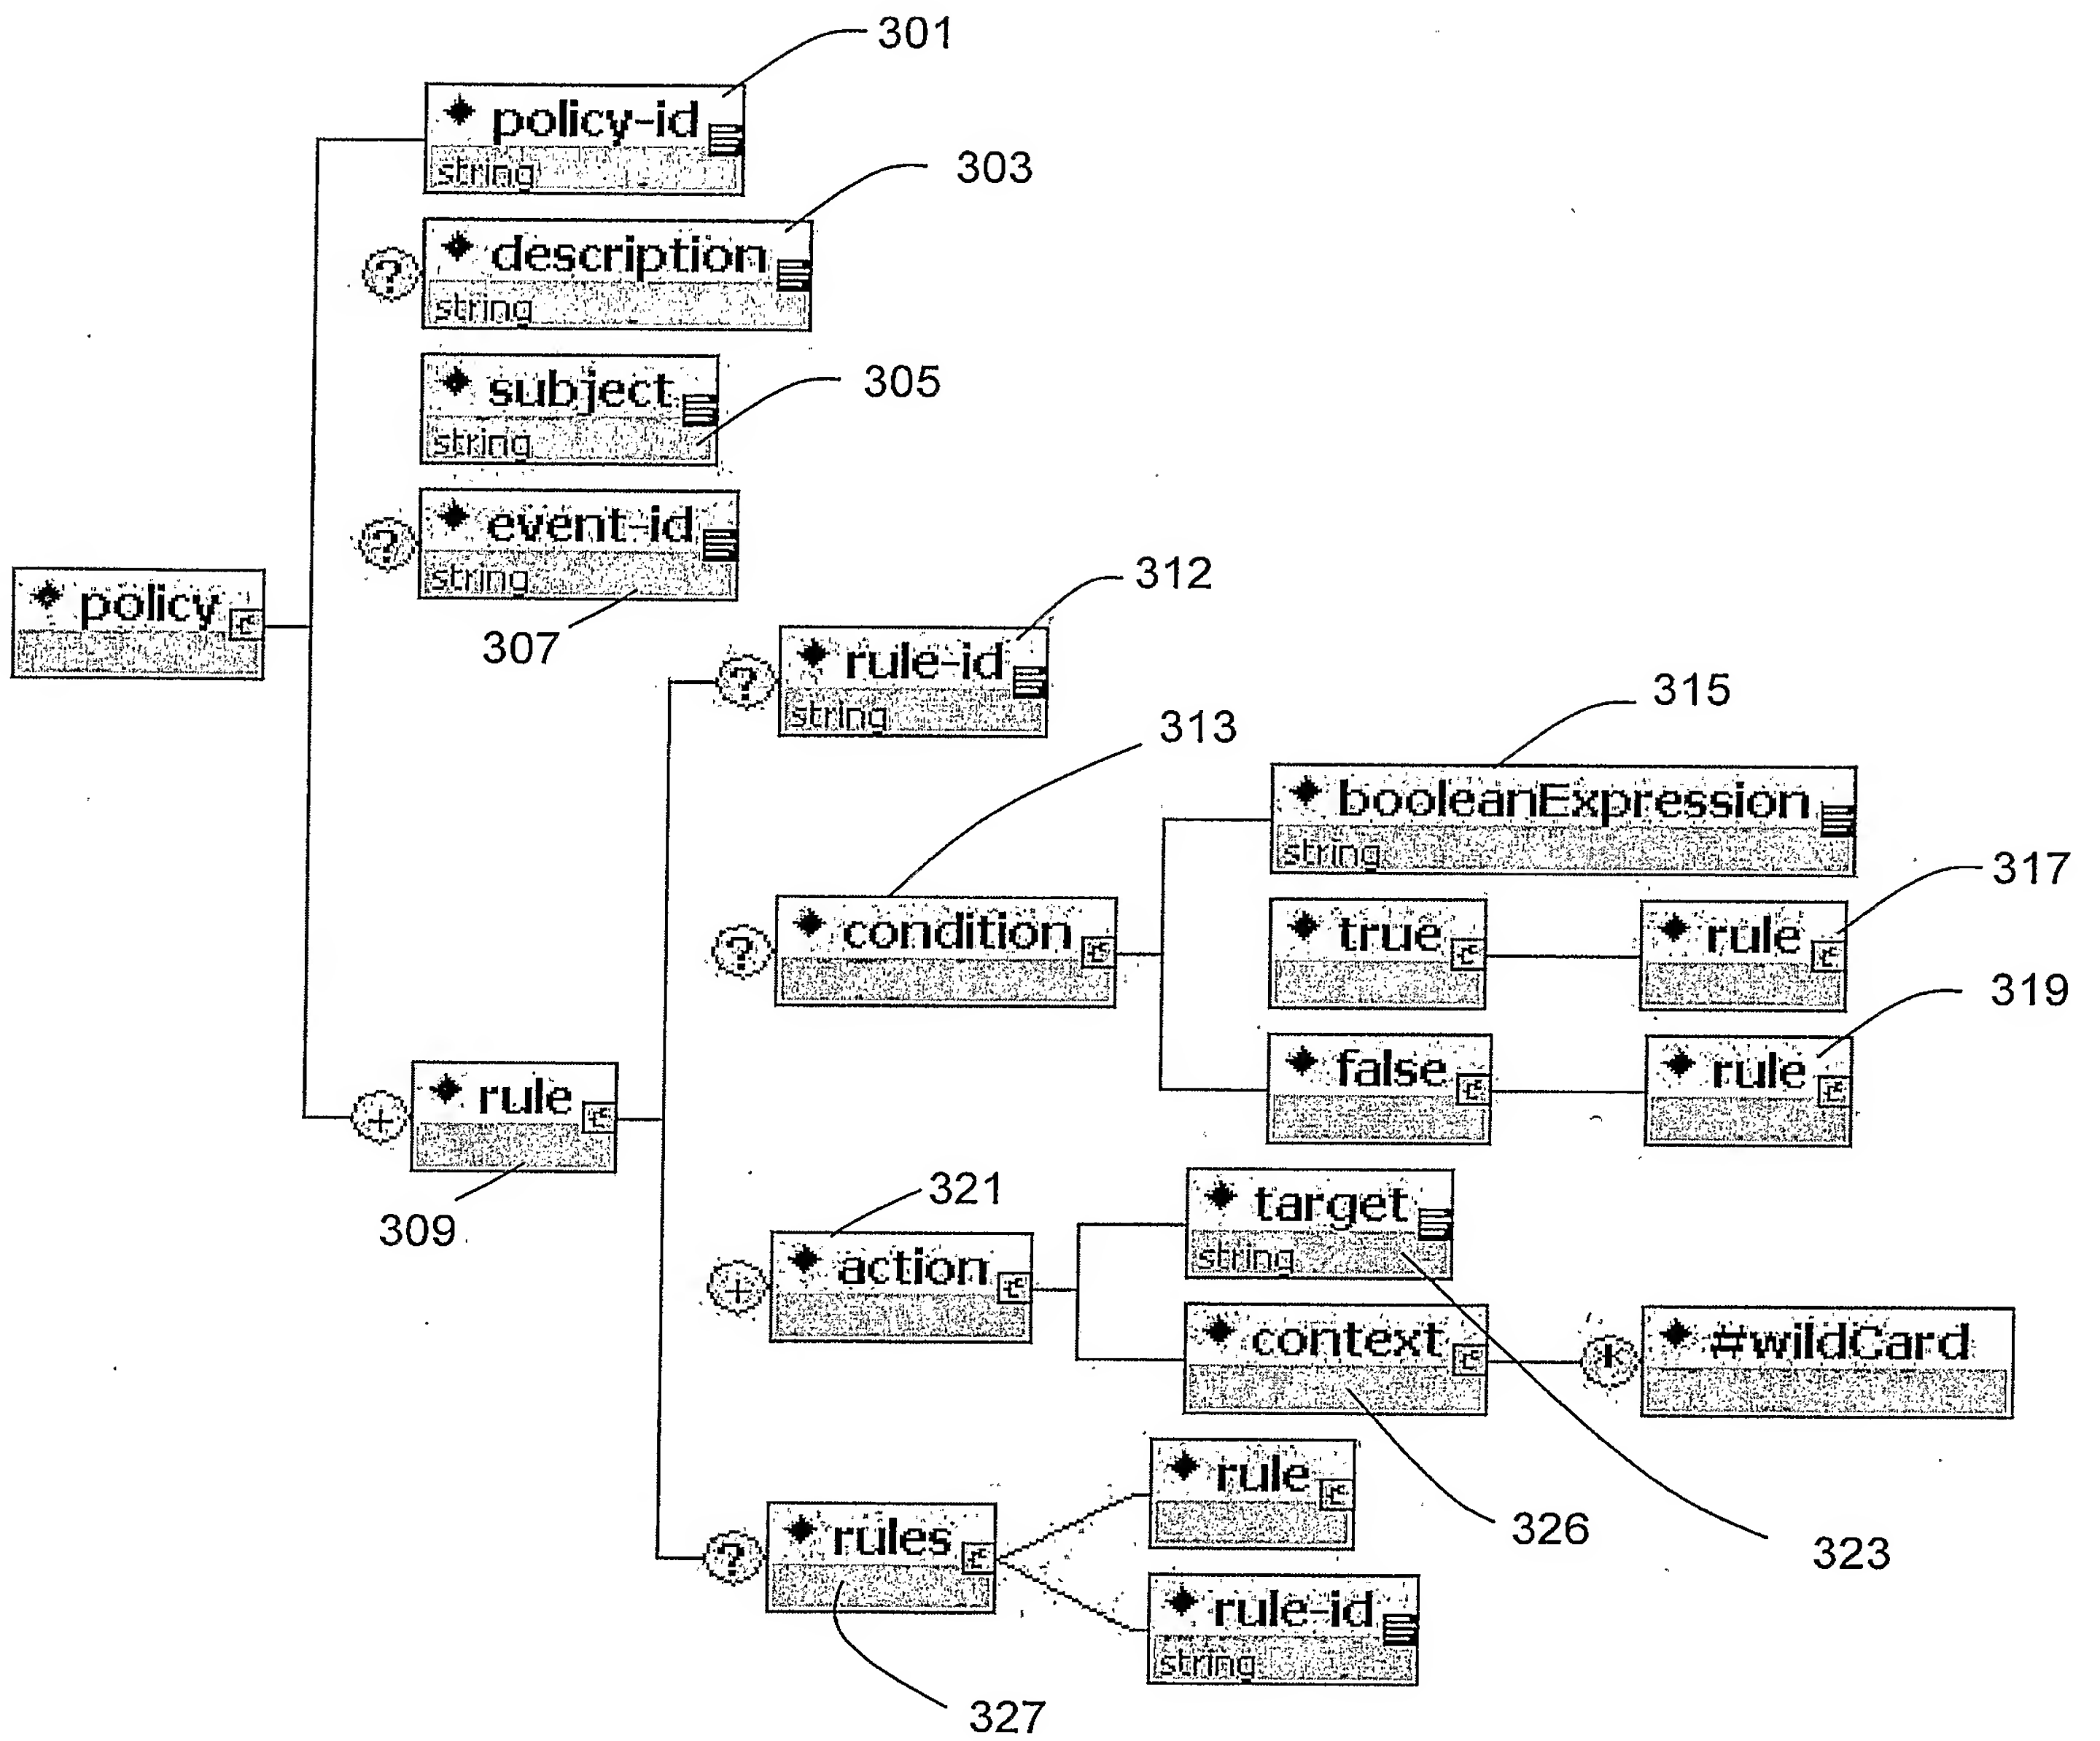 301
policy-id
string
303
? description
string
subject
305
string
? event-id
string
307
policy
312
? rule-id
string
315
313
booleanExpression
string
317
? condition
true
rule
319
false
rule
+ rule
309
321
target
string
+ action
context
* #wildCard
326
323
rule
? rules
rule-id
string
327